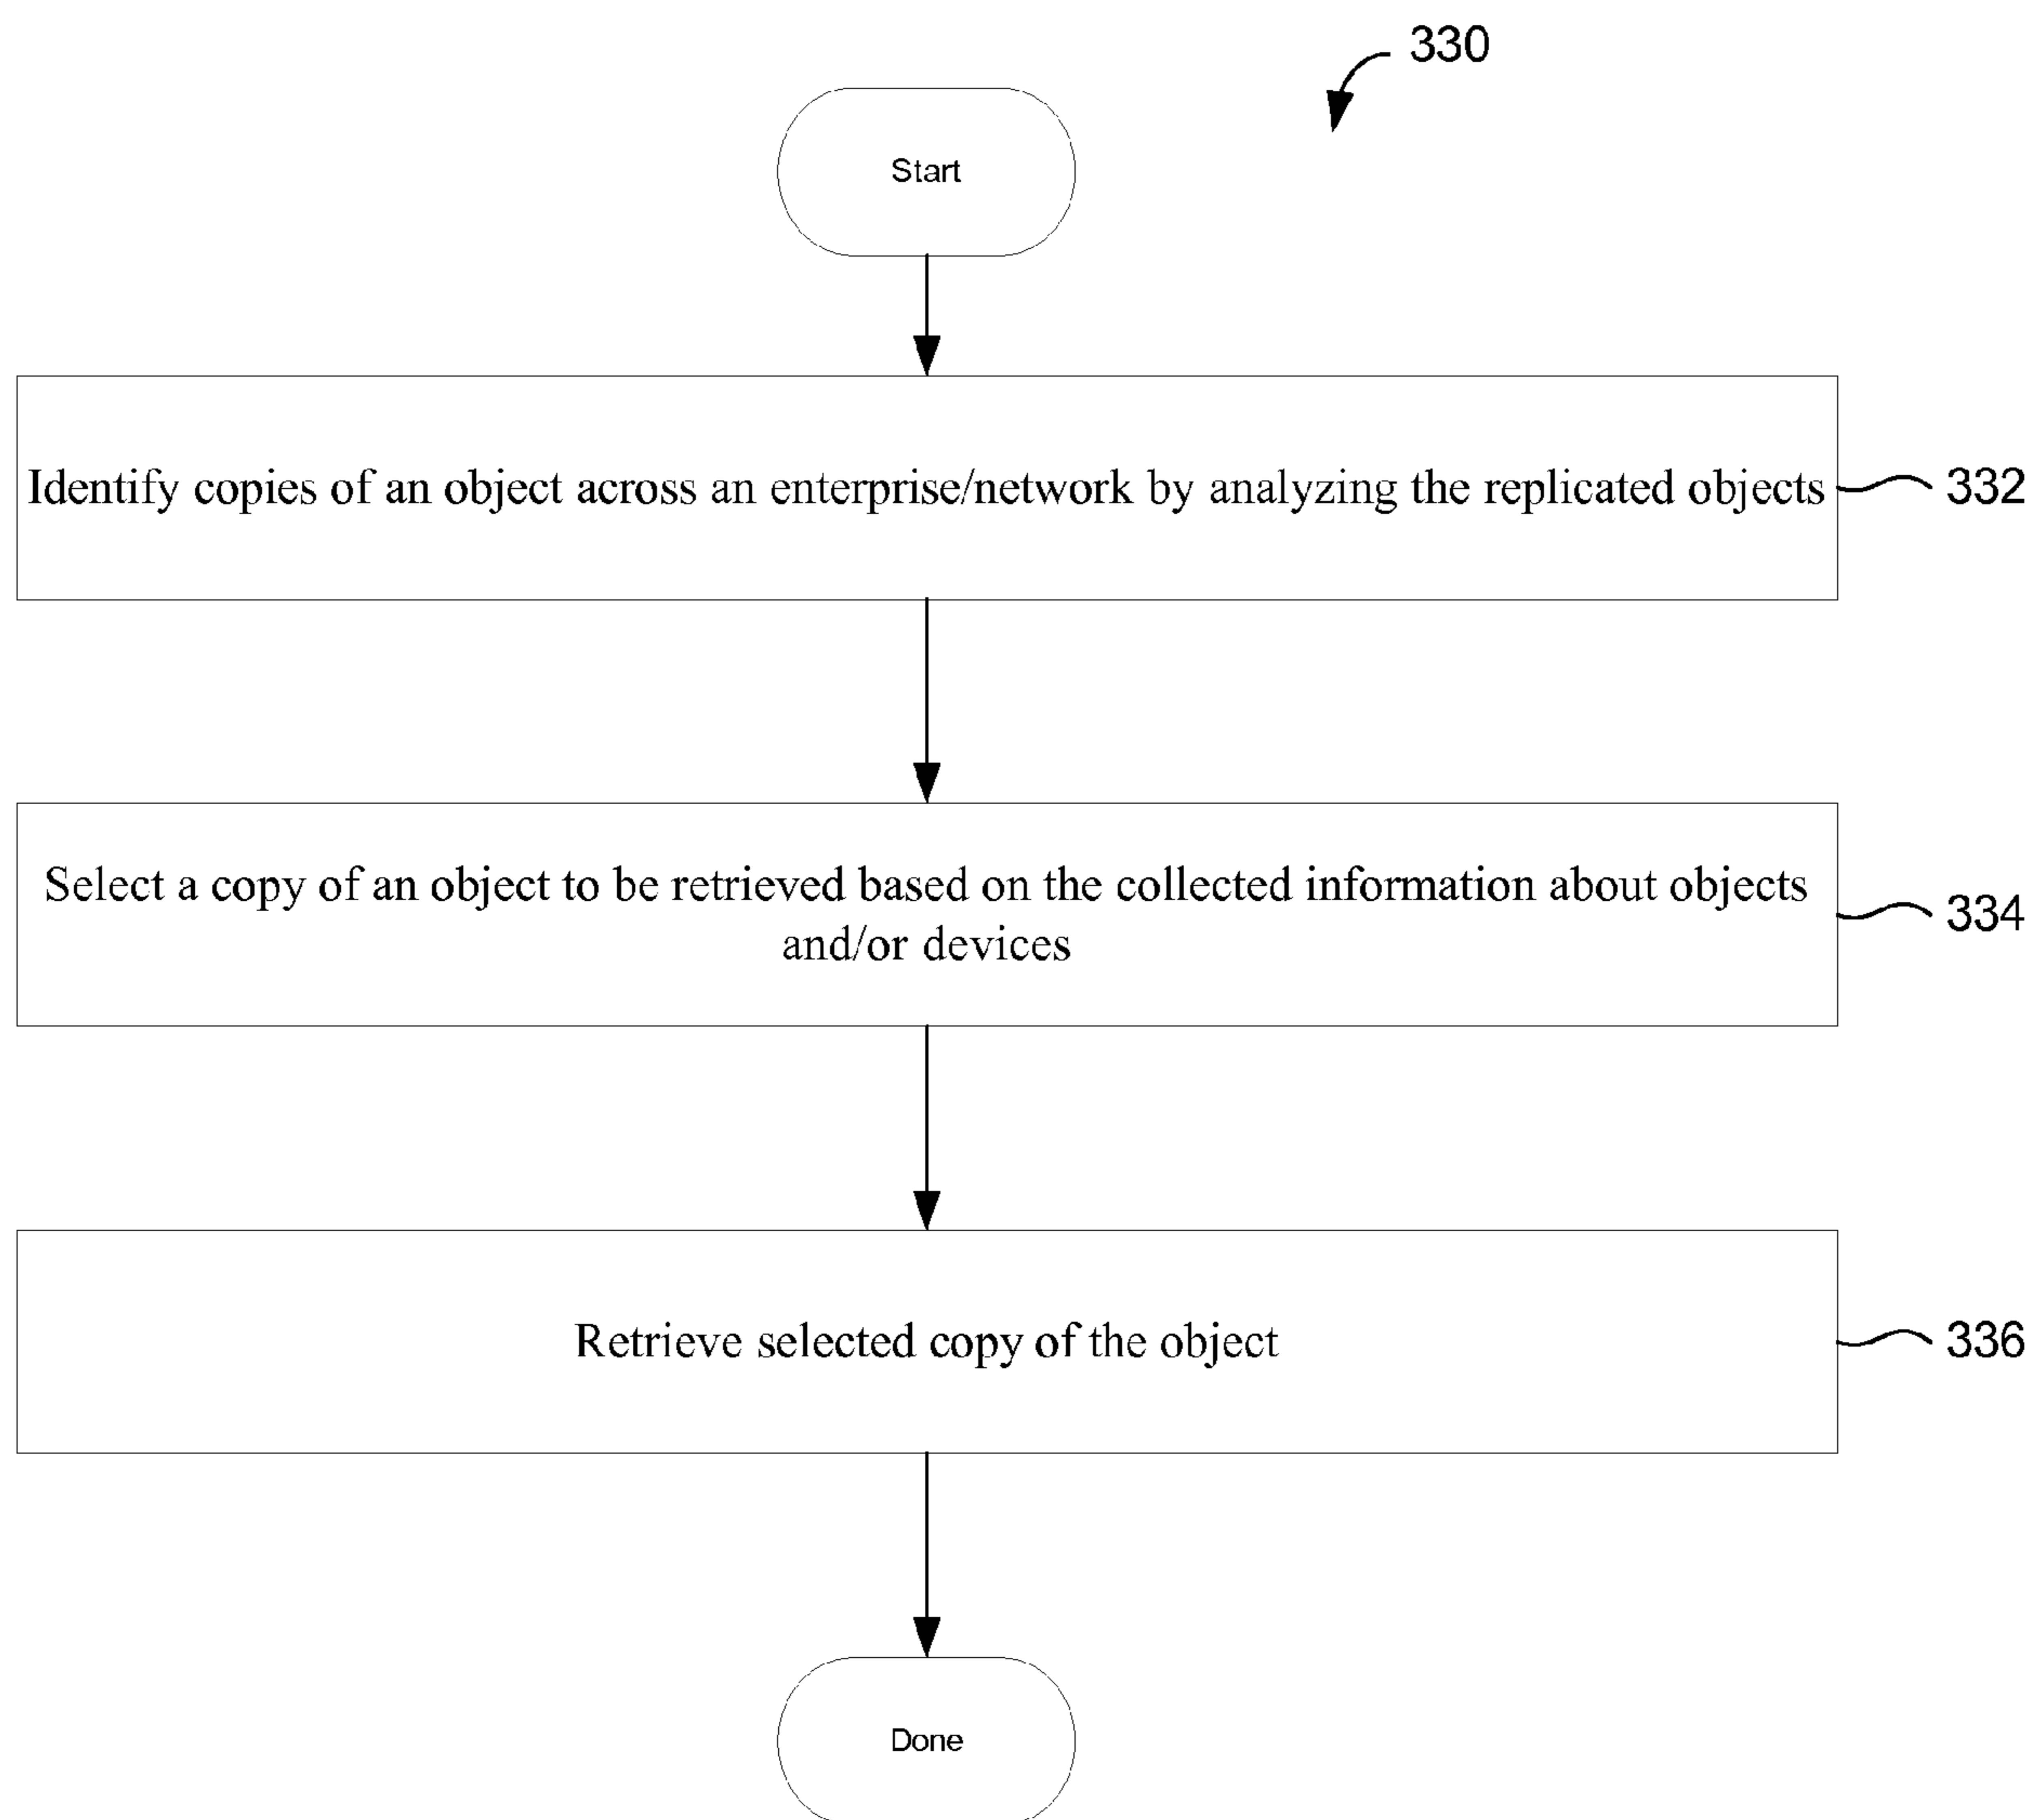 330
Start
Identify copies of an object across an enterprise/network by analyzing the replicated objects
332
Select a copy of an object to be retrieved based on the collected information about objects
and/or devices
334
Retrieve selected copy of the object
336
Done